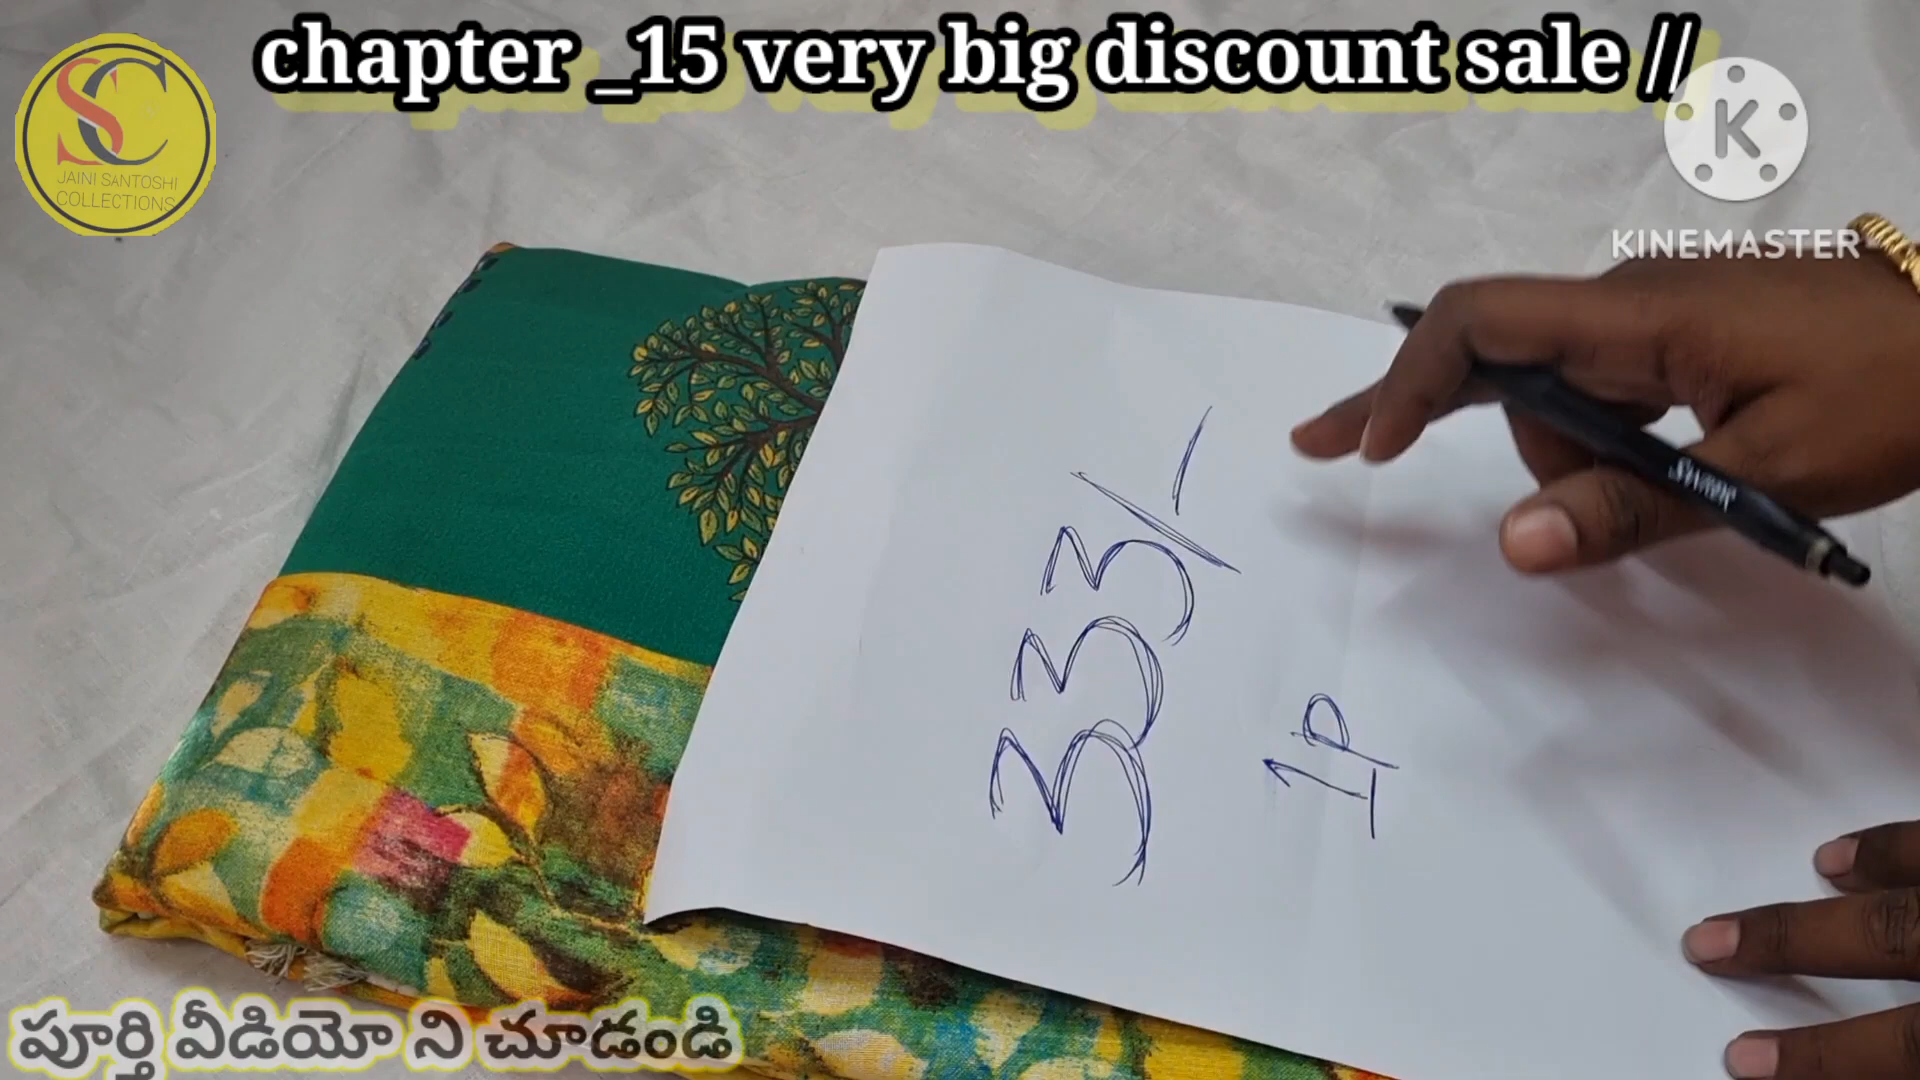 chapter _15 very big discount sale //
SC
JAINI SANTOSHI
COLLECTIONS
K
KINEMASTER
333/-
1P
పూర్తి వీడియో ని చూడండి